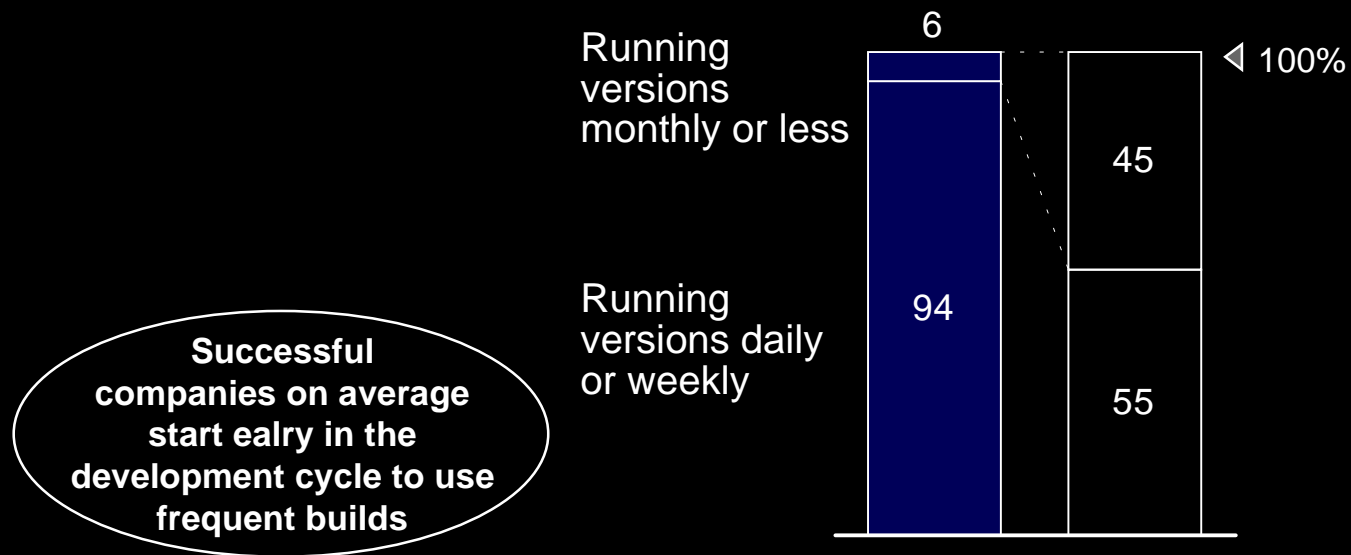 6
Running
versions
monthly or less
100%
45
Running
versions daily
or weekly
94
55
Successful
companies on average
start ealry in the
development cycle to use
frequent builds